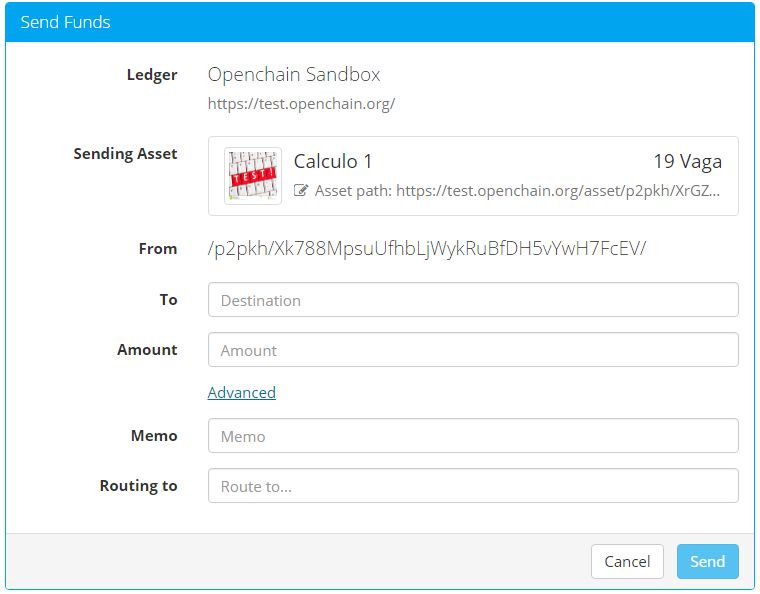 Send Funds
Ledger Openchain Sandbox
https://test.openchain.org/
Sending Asset TEST! Calculo 1 19 Vaga
Asset path: https://test.openchain.org/asset/p2pkh/XrGZ...
From /p2pkh/Xk788MpsuUfhbLjWykRuBfDH5vYwH7FcEV/
To Destination
Amount Amount
Advanced
Memo Memo
Routing to Route to...
Cancel Send